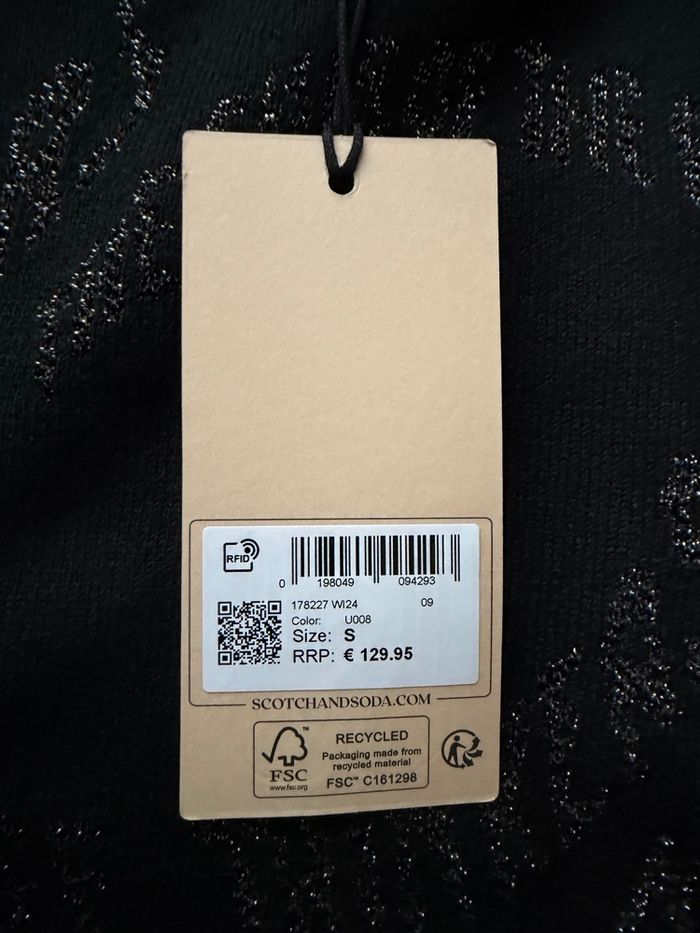 RFID
0 198049 094293
178227 WI24 09
Color: U008
Size: S
RRP: € 129.95
SCOTCHANDSODA.COM
FSC™
www.fsc.org
RECYCLED
Packaging made from
recycled material
FSC™ C161298